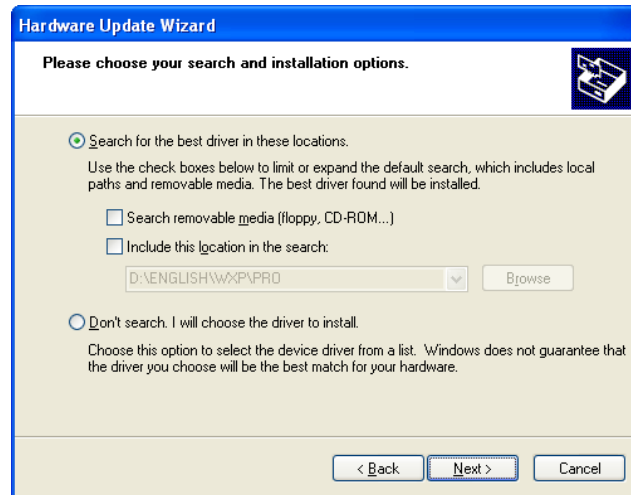 Hardware Update Wizard
Please choose your search and installation options.
Search for the best driver in these locations.
Use the check boxes below to limit or expand the default search, which includes local
paths and removable media. The best driver found will be installed.
Search removable media (floppy, CD-ROM...)
Include this location in the search:
D:\ENGLISH\WXP\PRO
Browse
Don't search. I will choose the driver to install.
Choose this option to select the device driver from a list. Windows does not guarantee that
the driver you choose will be the best match for your hardware.
< Back Next > Cancel